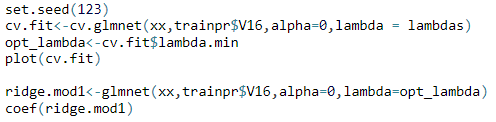 set.seed(123)
cv.fit<-cv.glmnet(xx,trainpr$V16,alpha=0,lambda = lambdas)
opt_lambda<-cv.fit$lambda.min
plot(cv.fit)
ridge.mod1<-glmnet(xx,trainpr$V16,alpha=0,lambda=opt_lambda)
coef(ridge.mod1)